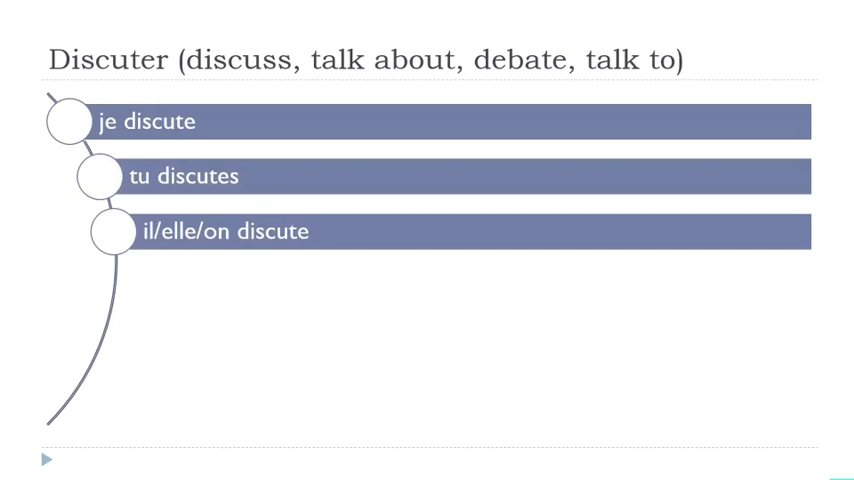 Discuter (discuss, talk about, debate, talk to)
je discute
tu discutes
il/elle/on discute